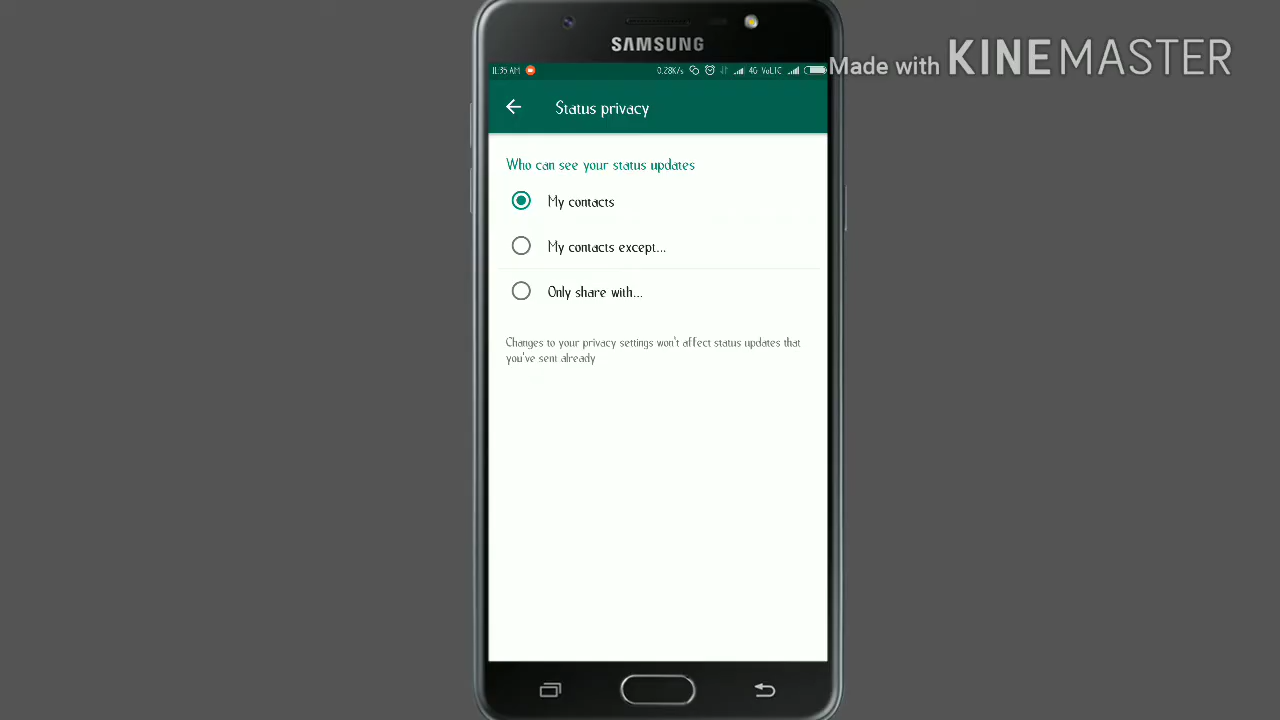 SAMSUNG
Made with KINEMASTER
11:35 AM 0.28K/s 4G VoLTC
Status privacy
Who can see your status updates
My contacts
My contacts except...
Only share with...
Changes to your privacy settings won't affect status updates that
you've sent already